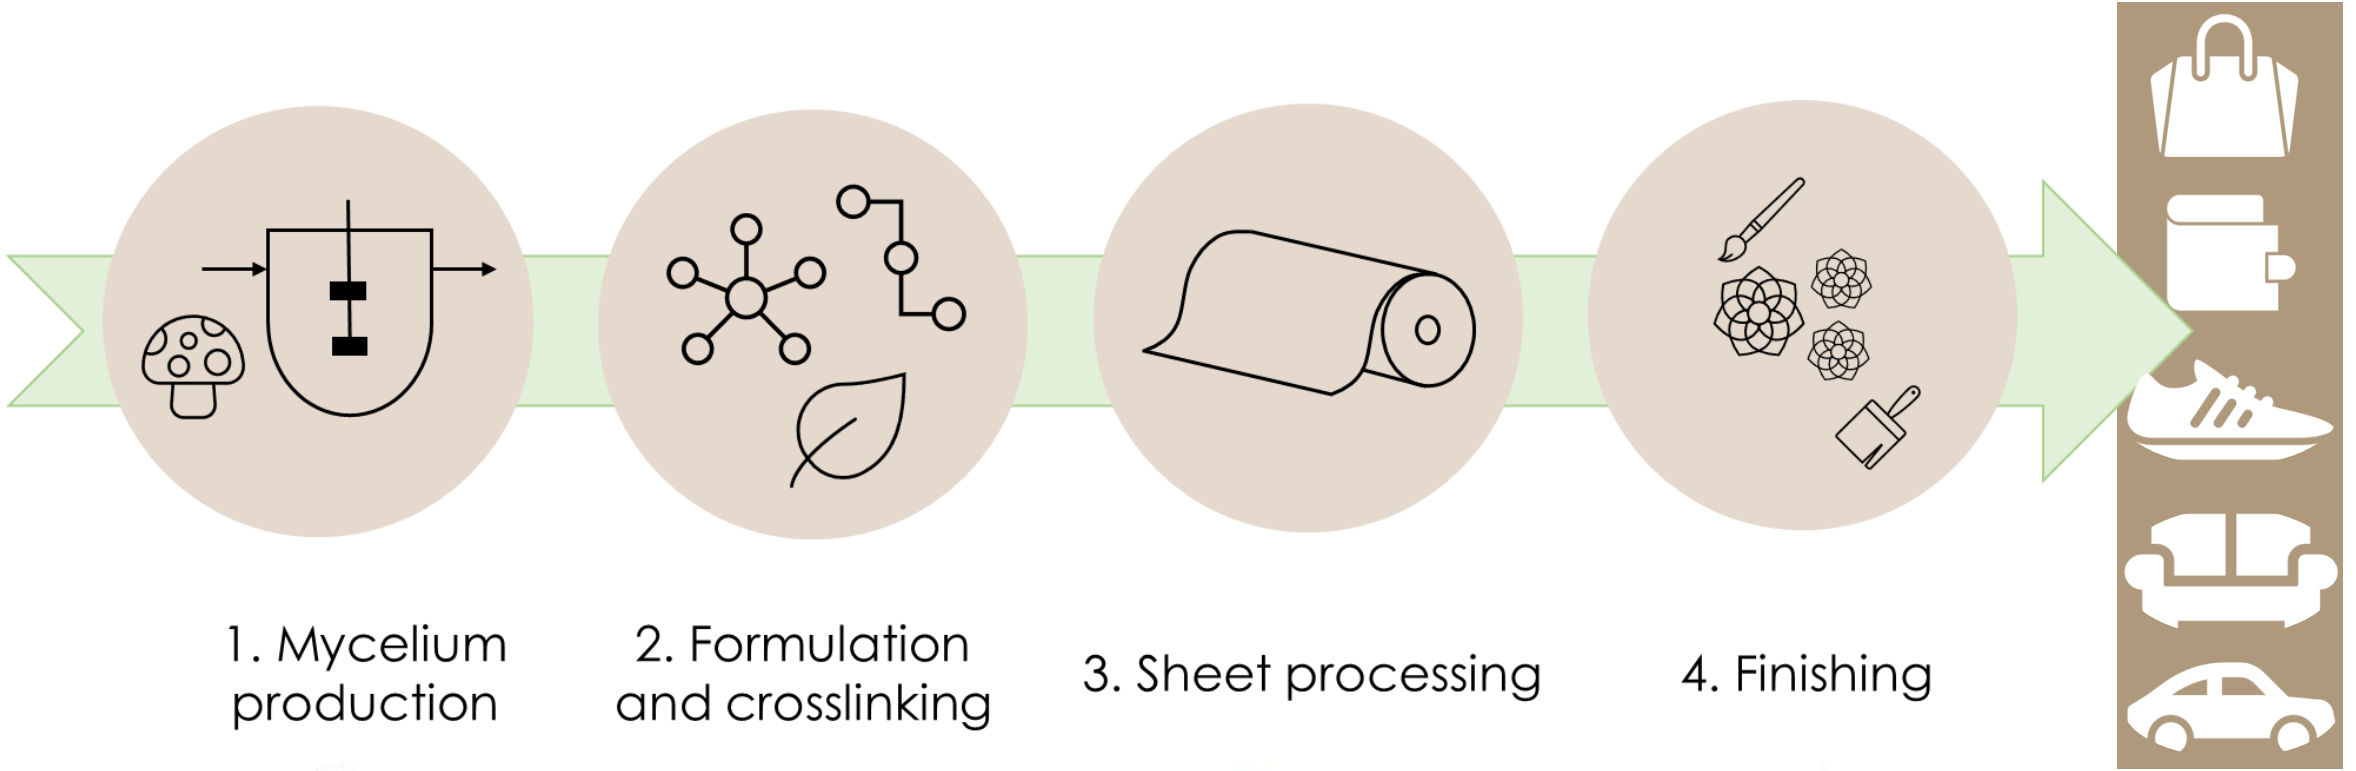 1. Mycelium
production
2. Formulation
and crosslinking
3. Sheet processing
4. Finishing